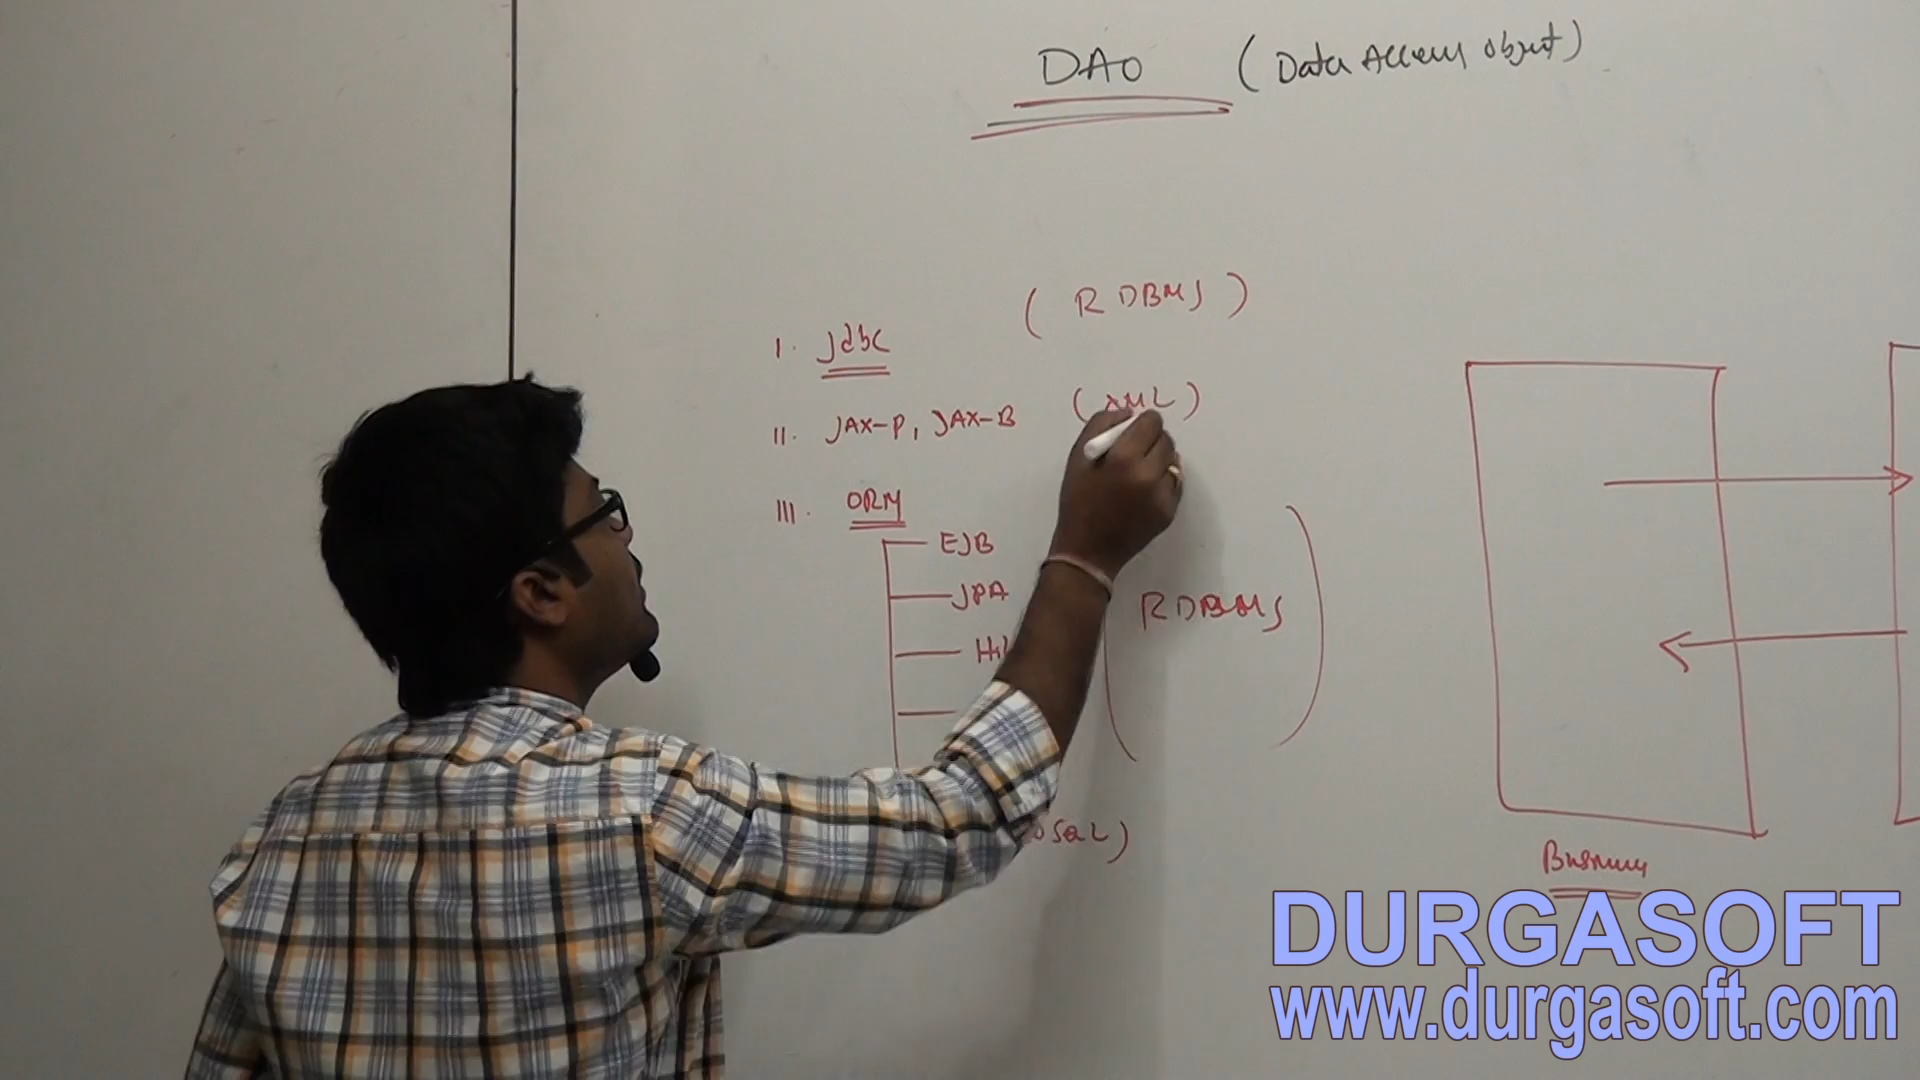 DAO (Data Access Object)
(RDBMS)
I. Jdbc
(XML)
II. JAX-P, JAX-B
III. ORM
EJB
JPA
RDBMS
Business
DURGASOFT
www.durgasoft.com